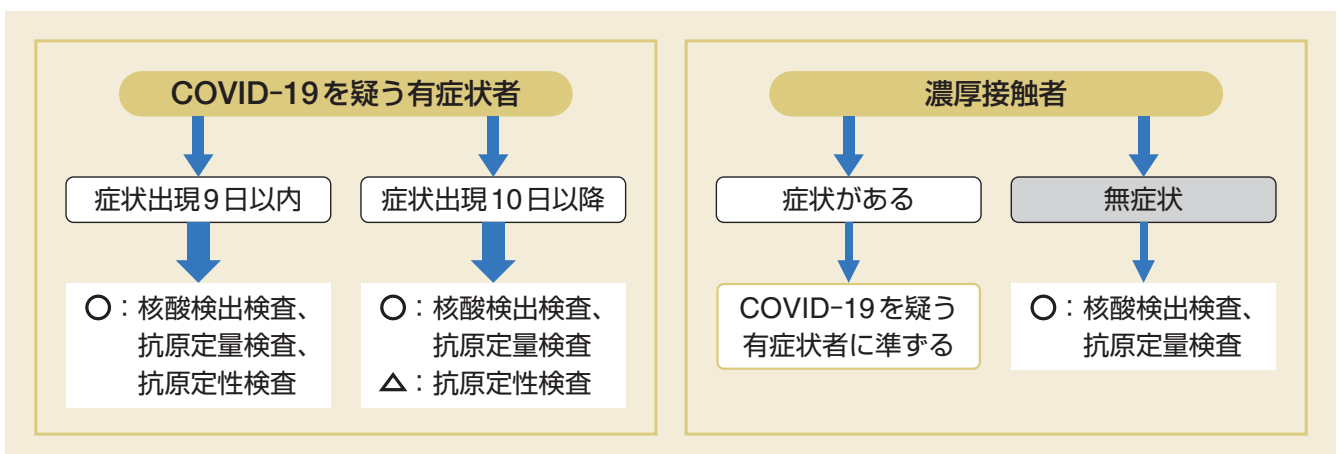 COVID-19を疑う有症状者
症状出現9日以内
症状出現10日以降
○：核酸検出検査、
抗原定量検査、
抗原定性検査
○：核酸検出検査、
抗原定量検査
△：抗原定性検査
濃厚接触者
症状がある
無症状
COVID-19を疑う
有症状者に準ずる
○：核酸検出検査、
抗原定量検査